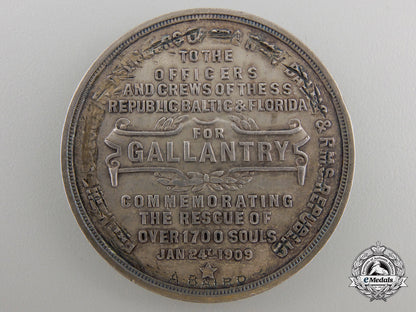 TO THE
OFFICERS
AND CREWS OF THE SS
REPUBLIC BALTIC & FLORIDA
FOR
GALLANTRY
COMMEMORATING
THE RESCUE OF
OVER 1700 SOULS
JAN 24TH 1909
& R.M.S. REPUBLIC
eMedals